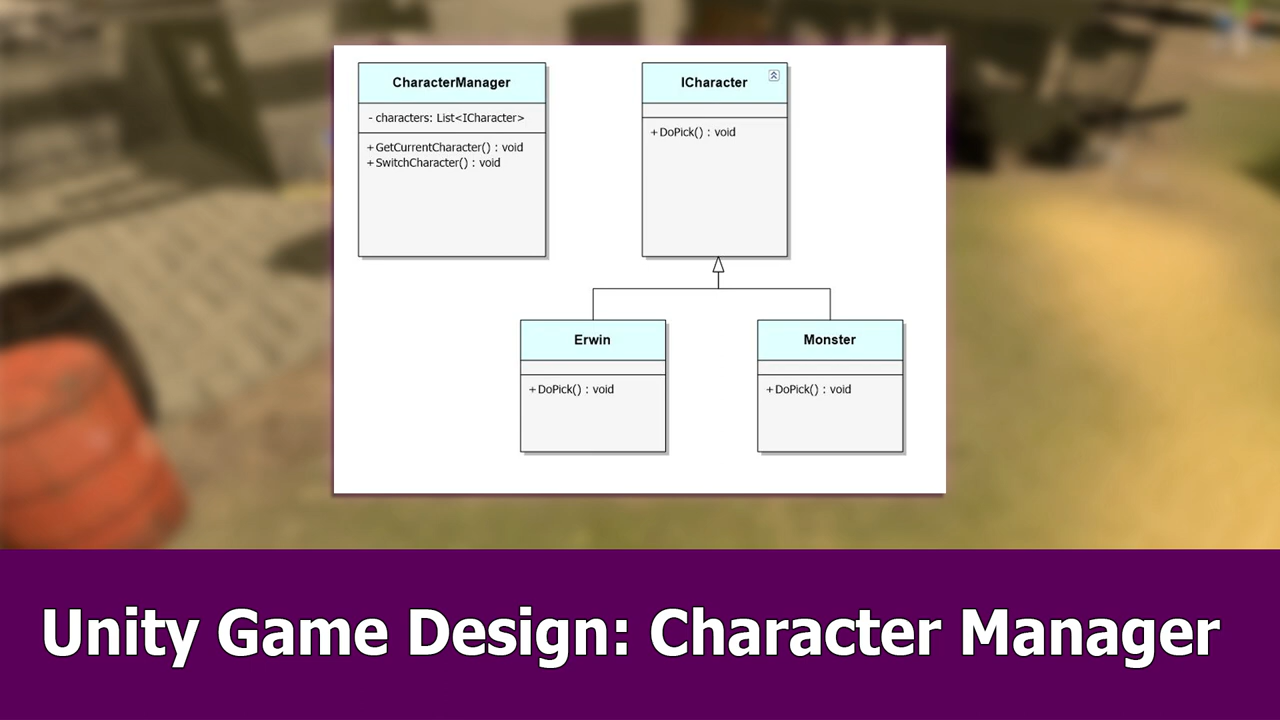 CharacterManager
- characters: List<ICharacter>
+ GetCurrentCharacter() : void
+ SwitchCharacter() : void
ICharacter
+ DoPick() : void
Erwin
+ DoPick() : void
Monster
+ DoPick() : void
Unity Game Design: Character Manager